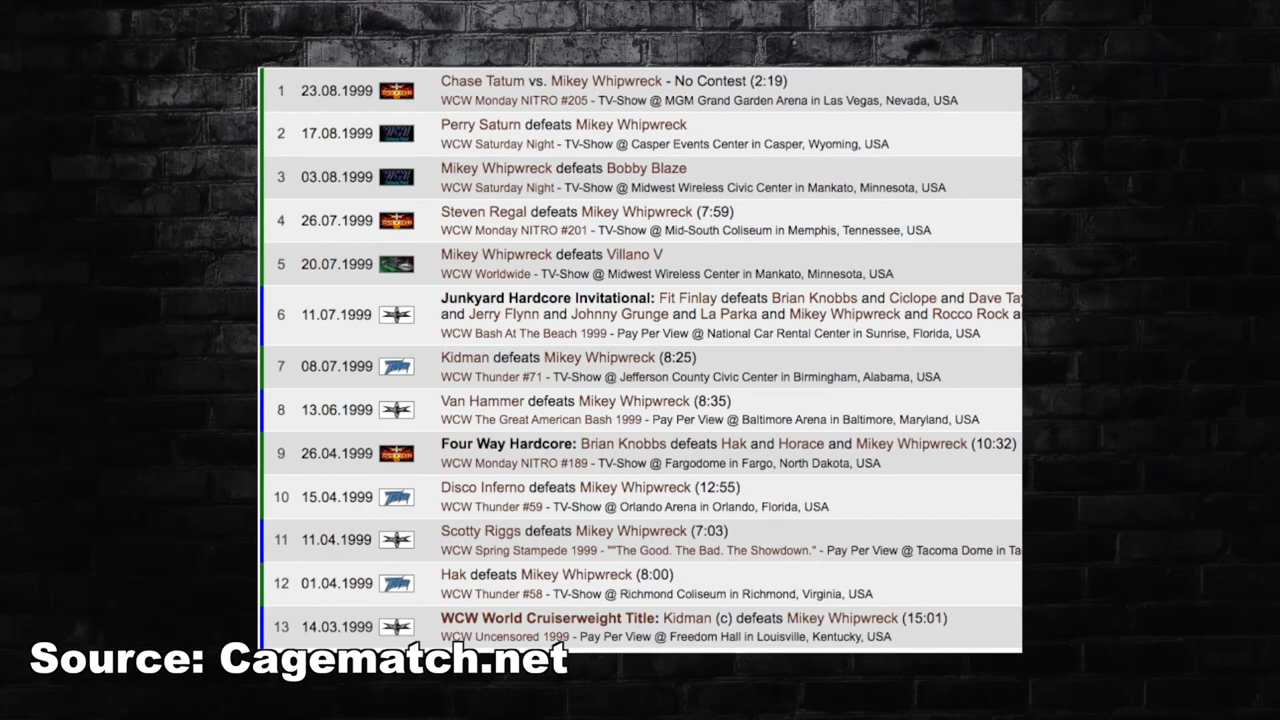 1 23.08.1999 Chase Tatum vs. Mikey Whipwreck - No Contest (2:19)
WCW Monday NITRO #205 - TV-Show @ MGM Grand Garden Arena in Las Vegas, Nevada, USA
2 17.08.1999 Perry Saturn defeats Mikey Whipwreck
WCW Saturday Night - TV-Show @ Casper Events Center in Casper, Wyoming, USA
3 03.08.1999 Mikey Whipwreck defeats Bobby Blaze
WCW Saturday Night - TV-Show @ Midwest Wireless Civic Center in Mankato, Minnesota, USA
4 26.07.1999 Steven Regal defeats Mikey Whipwreck (7:59)
WCW Monday NITRO #201 - TV-Show @ Mid-South Coliseum in Memphis, Tennessee, USA
5 20.07.1999 Mikey Whipwreck defeats Villano V
WCW Worldwide - TV-Show @ Midwest Wireless Center in Mankato, Minnesota, USA
6 11.07.1999 Junkyard Hardcore Invitational: Fit Finlay defeats Brian Knobbs and Ciclope and Dave Tay
and Jerry Flynn and Johnny Grunge and La Parka and Mikey Whipwreck and Rocco Rock a
WCW Bash At The Beach 1999 - Pay Per View @ National Car Rental Center in Sunrise, Florida, USA
7 08.07.1999 Kidman defeats Mikey Whipwreck (8:25)
WCW Thunder #71 - TV-Show @ Jefferson County Civic Center in Birmingham, Alabama, USA
8 13.06.1999 Van Hammer defeats Mikey Whipwreck (8:35)
WCW The Great American Bash 1999 - Pay Per View @ Baltimore Arena in Baltimore, Maryland, USA
9 26.04.1999 Four Way Hardcore: Brian Knobbs defeats Hak and Horace and Mikey Whipwreck (10:32)
WCW Monday NITRO #189 - TV-Show @ Fargodome in Fargo, North Dakota, USA
10 15.04.1999 Disco Inferno defeats Mikey Whipwreck (12:55)
WCW Thunder #59 - TV-Show @ Orlando Arena in Orlando, Florida, USA
11 11.04.1999 Scotty Riggs defeats Mikey Whipwreck (7:03)
WCW Spring Stampede 1999 - ""The Good. The Bad. The Showdown." - Pay Per View @ Tacoma Dome in Ta
12 01.04.1999 Hak defeats Mikey Whipwreck (8:00)
WCW Thunder #58 - TV-Show @ Richmond Coliseum in Richmond, Virginia, USA
13 14.03.1999 WCW World Cruiserweight Title: Kidman (c) defeats Mikey Whipwreck (15:01)
WCW Uncensored 1999 - Pay Per View @ Freedom Hall in Louisville, Kentucky, USA
Source: Cagematch.net